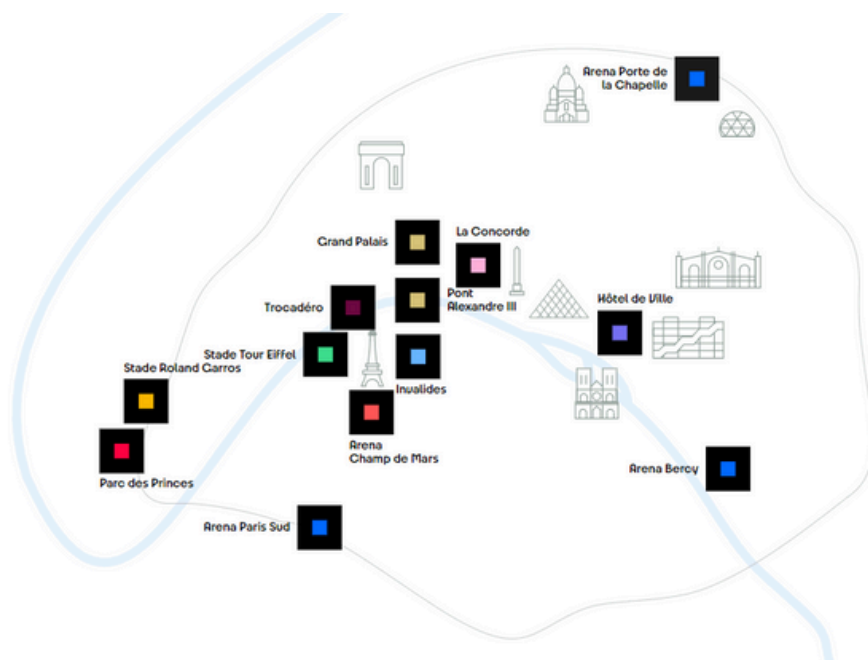 Arena Porte de
la Chapelle
La Concorde
Grand Palais
Pont
Alexandre III
Hôtel de Ville
Trocadéro
Stade Tour Eiffel
Stade Roland Garros
Invalides
Arena
Champ de Mars
Arena Bercy
Parc des Princes
Arena Paris Sud